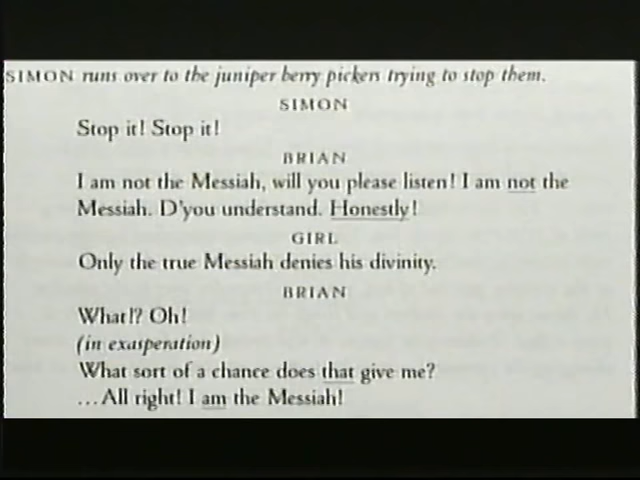 SIMON runs over to the juniper berry pickers trying to stop them.
SIMON
Stop it! Stop it!
BRIAN
I am not the Messiah, will you please listen! I am not the
Messiah. D'you understand. Honestly!
GIRL
Only the true Messiah denies his divinity.
BRIAN
What!? Oh!
(in exasperation)
What sort of a chance does that give me?
...All right! I am the Messiah!